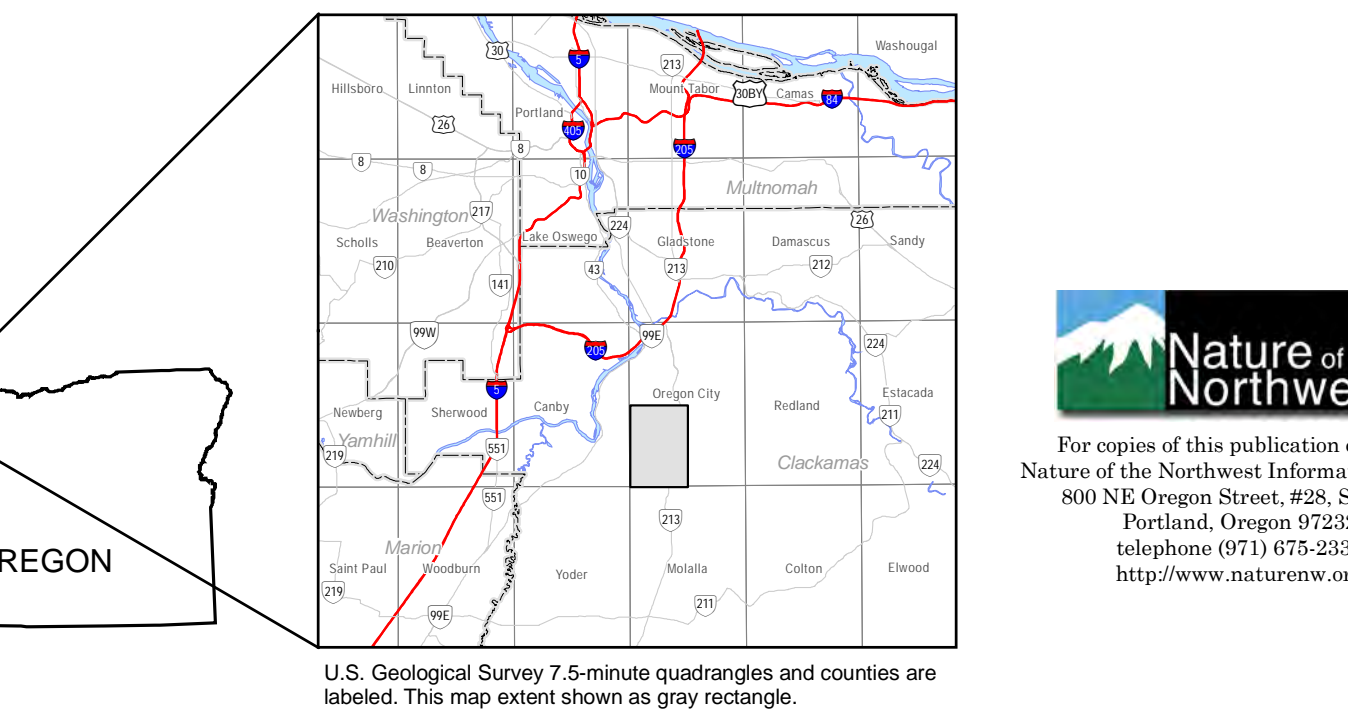 Washougal
30
5
213
Hillsboro
Linnton
Mount Tabor
30BY
Camas
84
Portland
26
405
8
205
8
8
10
Multnomah
Washington
217
224
26
Scholls
Beaverton
Lake Oswego
Gladstone
Damascus
Sandy
210
43
213
212
141
99W
99E
224
205
5
Oregon City
Estacada
Newberg
Sherwood
Canby
Redland
211
Yamhill
219
551
Clackamas
224
551
213
Marion
Saint Paul
Woodburn
Yoder
Molalla
Colton
Elwood
219
99E
211
REGON
U.S. Geological Survey 7.5-minute quadrangles and counties are
labeled. This map extent shown as gray rectangle.
Nature of
Northwe
For copies of this publication
Nature of the Northwest Informa
800 NE Oregon Street, #28, S
Portland, Oregon 9723
telephone (971) 675-233
http://www.naturenw.or